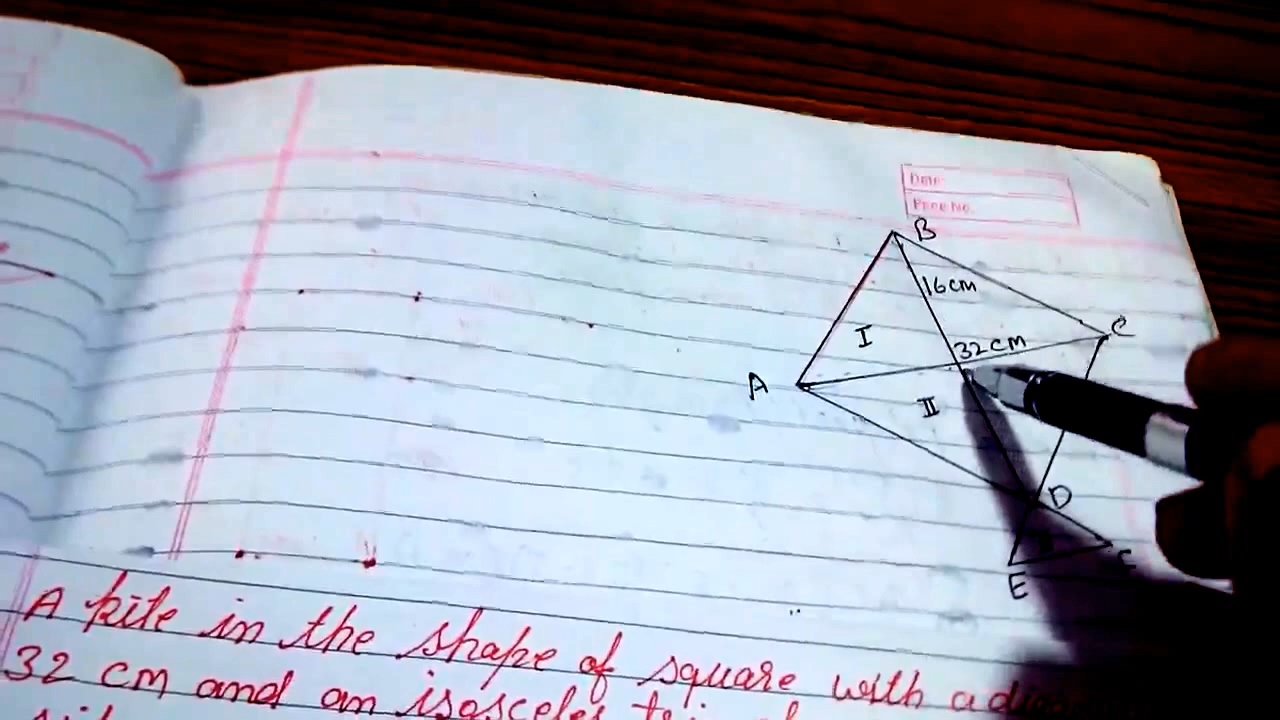 Date
Page No.
B
16 cm
C
I
32 cm
A
II
D
E
A kite in the shape of square with a
32 cm and an isosceles